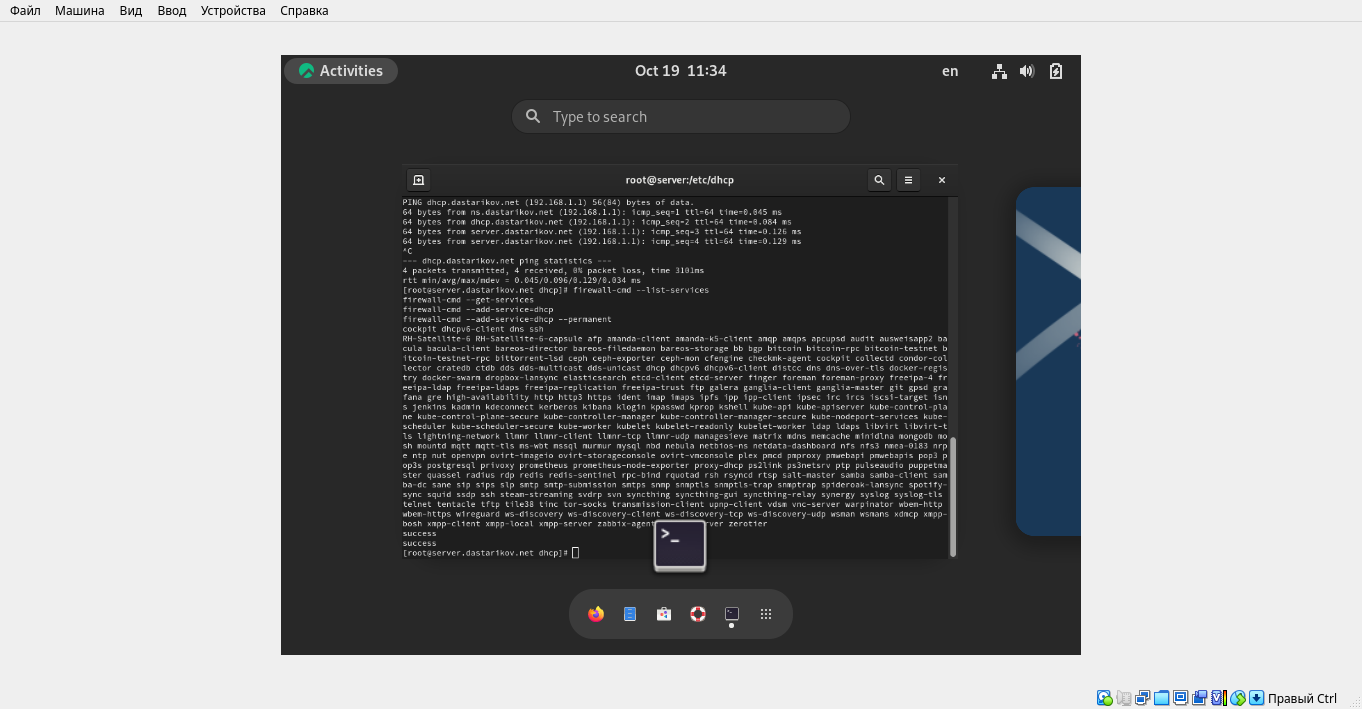 Файл Машина Вид Ввод Устройства Справка
Activities Oct 19 11:34 en
Type to search
root@server:/etc/dhcp
PING dhcp.dastarikov.net (192.168.1.1) 56(84) bytes of data.
64 bytes from ns.dastarikov.net (192.168.1.1): icmp_seq=1 ttl=64 time=0.045 ms
64 bytes from dhcp.dastarikov.net (192.168.1.1): icmp_seq=2 ttl=64 time=0.084 ms
64 bytes from server.dastarikov.net (192.168.1.1): icmp_seq=3 ttl=64 time=0.126 ms
64 bytes from server.dastarikov.net (192.168.1.1): icmp_seq=4 ttl=64 time=0.129 ms
^C
--- dhcp.dastarikov.net ping statistics ---
4 packets transmitted, 4 received, 0% packet loss, time 3101ms
rtt min/avg/max/mdev = 0.045/0.096/0.129/0.034 ms
[root@server.dastarikov.net dhcp]# firewall-cmd --list-services
firewall-cmd --get-services
firewall-cmd --add-service=dhcp
firewall-cmd --add-service=dhcp --permanent
cockpit dhcpv6-client dns ssh
RH-Satellite-6 RH-Satellite-6-capsule afp amanda-client amanda-k5-client amqp amqps apcupsd audit ausweisapp2 ba
cula bacula-client bareos-director bareos-filedaemon bareos-storage bb bgp bitcoin bitcoin-rpc bitcoin-testnet b
itcoin-testnet-rpc bittorrent-lsd ceph ceph-exporter ceph-mon cfengine checkmk-agent cockpit collectd condor-col
lector cratedb ctdb dds dds-multicast dds-unicast dhcp dhcpv6 dhcpv6-client distcc dns dns-over-tls docker-regis
try docker-swarm dropbox-lansync elasticsearch etcd-client etcd-server finger foreman foreman-proxy freeipa-4 fr
eeipa-ldap freeipa-ldaps freeipa-replication freeipa-trust ftp galera ganglia-client ganglia-master git gpsd gra
fana gre high-availability http http3 https ident imap imaps ipfs ipp ipp-client ipsec irc ircs iscsi-target isn
s jenkins kadmin kdeconnect kerberos kibana klogin kpasswd kprop kshell kube-api kube-apiserver kube-control-pla
ne kube-control-plane-secure kube-controller-manager kube-controller-manager-secure kube-nodeport-services kube-
scheduler kube-scheduler-secure kube-worker kubelet kubelet-readonly kubelet-worker ldap ldaps libvirt libvirt-t
ls lightning-network llmnr llmnr-client llmnr-tcp llmnr-udp managesieve matrix mdns memcache minidlna mongodb mo
sh mountd mqtt mqtt-tls ms-wbt mssql murmur mysql nbd nebula netbios-ns netdata-dashboard nfs nfs3 nmea-0183 nrp
e ntp nut openvpn ovirt-imageio ovirt-storageconsole ovirt-vmconsole plex pmcd pmproxy pmwebapi pmwebapis pop3 p
op3s postgresql privoxy prometheus prometheus-node-exporter proxy-dhcp ps2link ps3netsrv ptp pulseaudio puppetma
ster quassel radius rdp redis redis-sentinel rpc-bind rquotad rsh rsyncd rtsp salt-master samba samba-client sam
ba-dc sane sip sips slp smtp smtp-submission smtps snmp snmptls snmptls-trap snmptrap spideroak-lansync spotify-
sync squid ssdp ssh steam-streaming svdrp svn syncthing syncthing-gui syncthing-relay synergy syslog syslog-tls
telnet tentacle tftp tile38 tinc tor-socks transmission-client upnp-client vdsm vnc-server warpinator wbem-http
wbem-https wireguard ws-discovery ws-discovery-client ws-discovery-tcp ws-discovery-udp wsman wsmans xdmcp xmpp-
bosh xmpp-client xmpp-local xmpp-server zabbix-agen rver zerotier
success
success
[root@server.dastarikov.net dhcp]#
Правый Ctrl